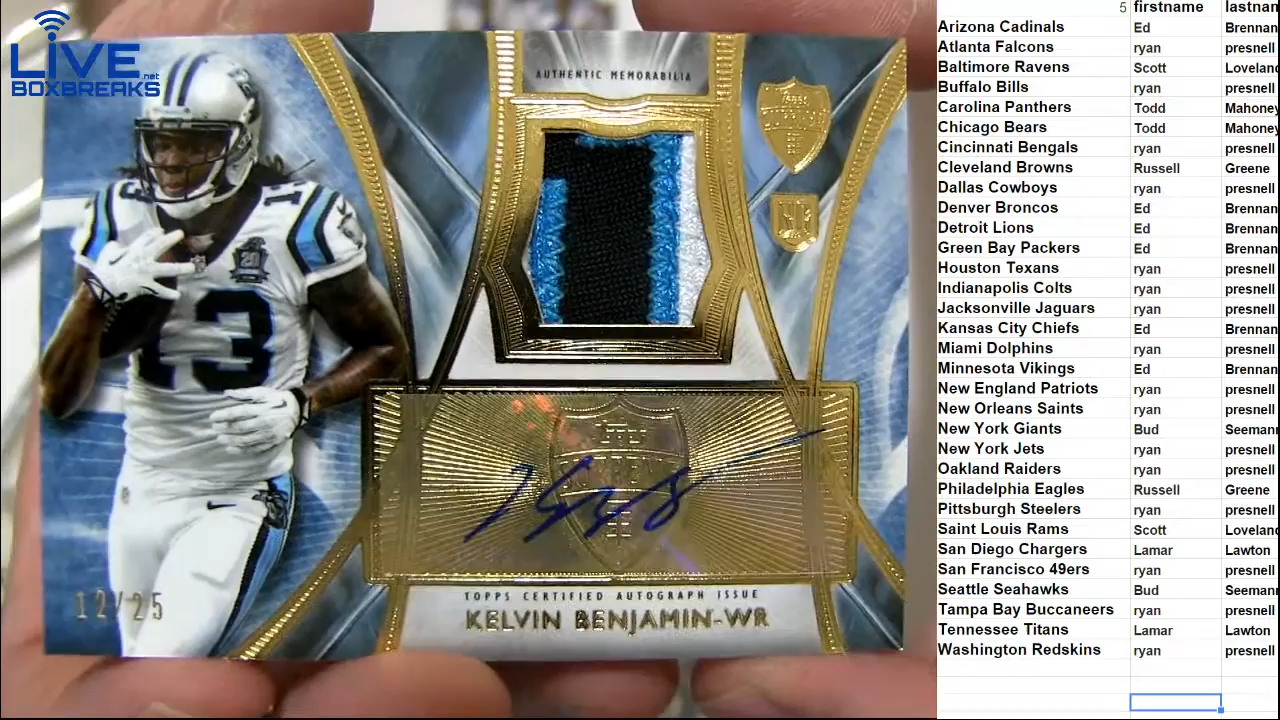 LIVE
.net
BOXBREAKS
AUTHENTIC MEMORABILIA
13
13
20
13
12/25
TOPPS CERTIFIED AUTOGRAPH ISSUE
KELVIN BENJAMIN-WR
5 firstname lastnam
Arizona Cadinals Ed Brennan
Atlanta Falcons ryan presnell
Baltimore Ravens Scott Loveland
Buffalo Bills ryan presnell
Carolina Panthers Todd Mahoney
Chicago Bears Todd Mahoney
Cincinnati Bengals ryan presnell
Cleveland Browns Russell Greene
Dallas Cowboys ryan presnell
Denver Broncos Ed Brennan
Detroit Lions Ed Brennan
Green Bay Packers Ed Brennan
Houston Texans ryan presnell
Indianapolis Colts ryan presnell
Jacksonville Jaguars ryan presnell
Kansas City Chiefs Ed Brennan
Miami Dolphins ryan presnell
Minnesota Vikings Ed Brennan
New England Patriots ryan presnell
New Orleans Saints ryan presnell
New York Giants Bud Seemann
New York Jets ryan presnell
Oakland Raiders ryan presnell
Philadelphia Eagles Russell Greene
Pittsburgh Steelers ryan presnell
Saint Louis Rams Scott Loveland
San Diego Chargers Lamar Lawton
San Francisco 49ers ryan presnell
Seattle Seahawks Bud Seemann
Tampa Bay Buccaneers ryan presnell
Tennessee Titans Lamar Lawton
Washington Redskins ryan presnell